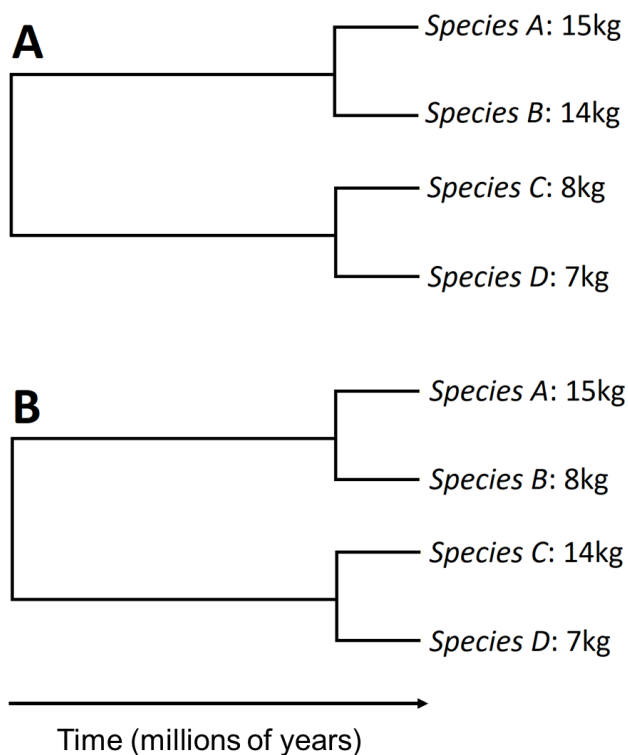 A
Species A: 15kg
Species B: 14kg
Species C: 8kg
Species D: 7kg
B
Species A: 15kg
Species B: 8kg
Species C: 14kg
Species D: 7kg
Time (millions of years)